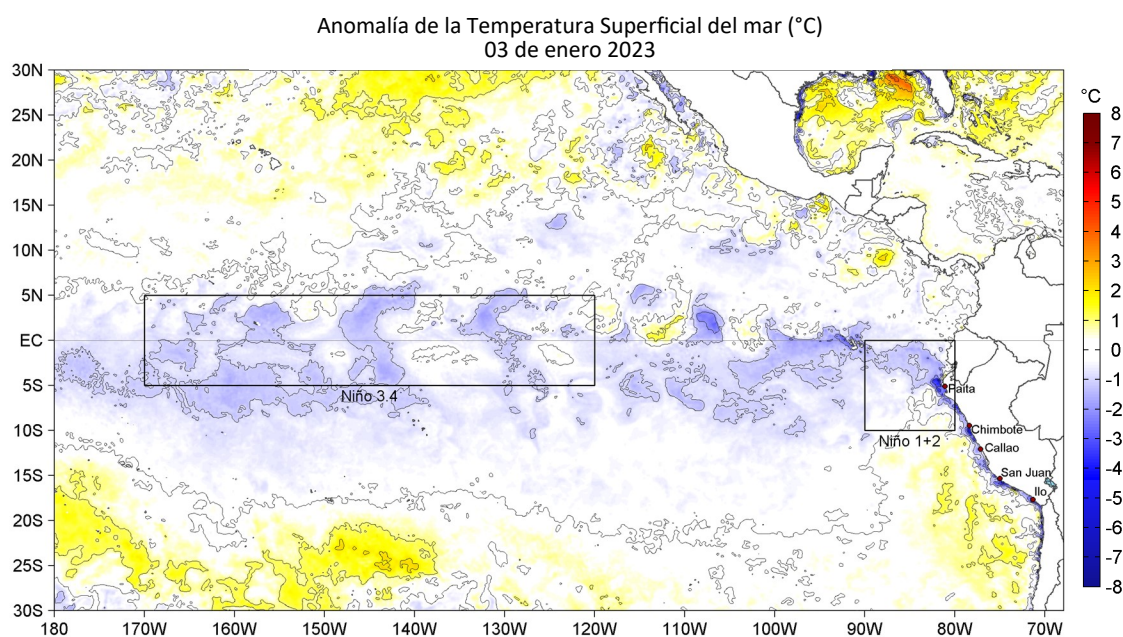 Anomalía de la Temperatura Superficial del mar (°C)
03 de enero 2023
30N
25N
20N
15N
10N
5N
EC
5S
10S
15S
20S
25S
30S
180
170W
160W
150W
140W
130W
120W
110W
100W
90W
80W
70W
Niño 3.4
Niño 1+2
Paita
Chimbote
Callao
San Juan
Ilo
°C
8
7
6
5
4
3
2
1
0
-1
-2
-3
-4
-5
-6
-7
-8